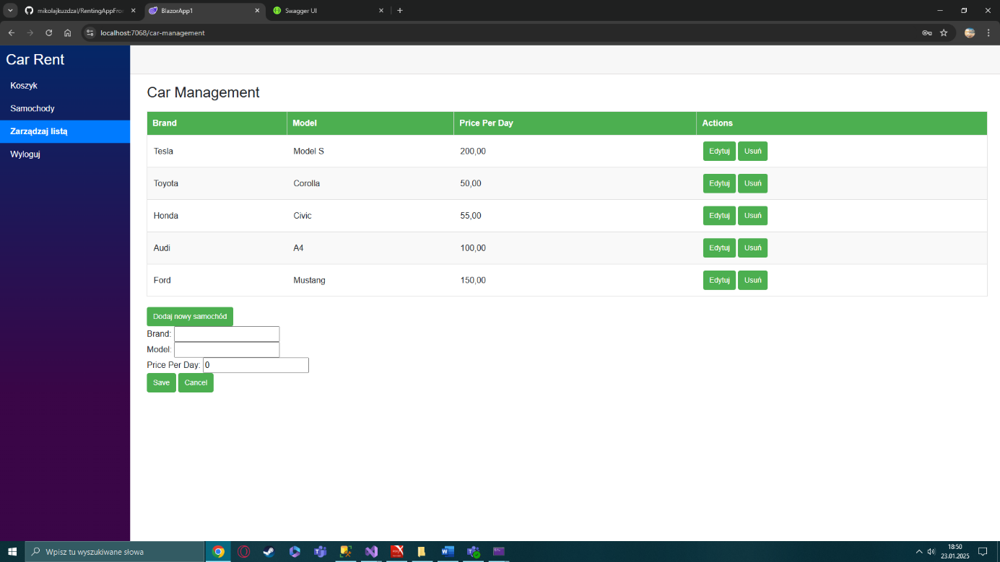 mikolajkuzdzal/RentingAppFro
BlazorApp1
Swagger UI
localhost:7068/car-management
Car Rent
Koszyk
Samochody
Zarządzaj listą
Wyloguj
Car Management
Brand Model Price Per Day Actions
Tesla Model S 200,00 Edytuj Usuń
Toyota Corolla 50,00 Edytuj Usuń
Honda Civic 55,00 Edytuj Usuń
Audi A4 100,00 Edytuj Usuń
Ford Mustang 150,00 Edytuj Usuń
Dodaj nowy samochód
Brand:
Model:
Price Per Day: 0
Save Cancel
Wpisz tu wyszukiwane słowa
18:50
23.01.2025